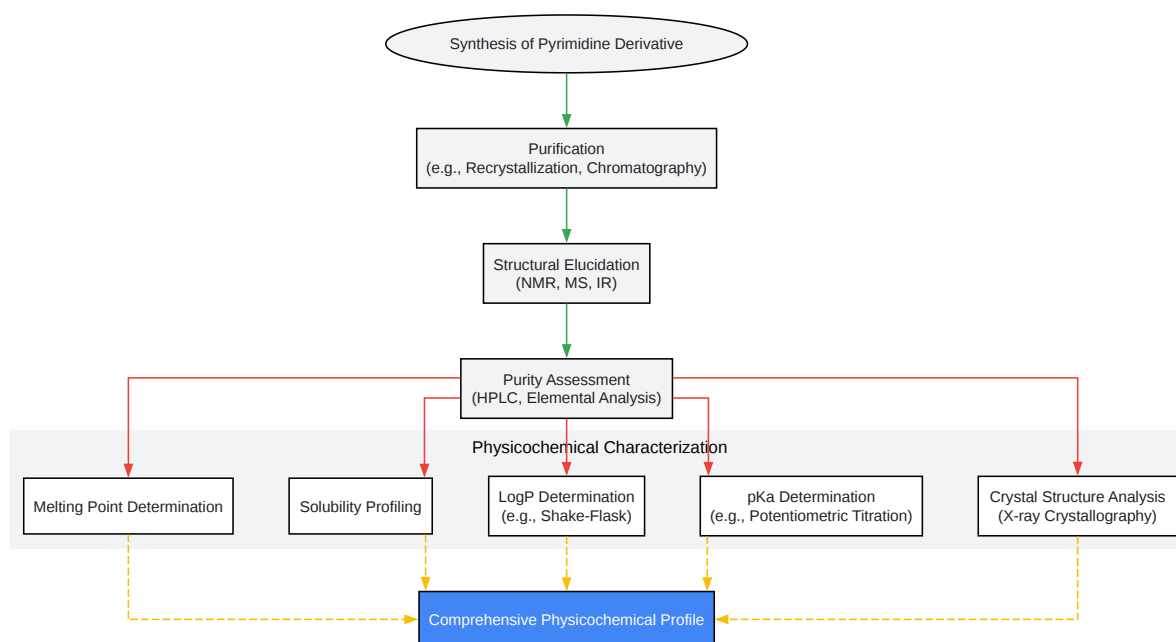 Synthesis of Pyrimidine Derivative
Purification
(e.g., Recrystallization, Chromatography)
Structural Elucidation
(NMR, MS, IR)
Purity Assessment
(HPLC, Elemental Analysis)
Physicochemical Characterization
Melting Point Determination
Solubility Profiling
LogP Determination
(e.g., Shake-Flask)
pKa Determination
(e.g., Potentiometric Titration)
Crystal Structure Analysis
(X-ray Crystallography)
Comprehensive Physicochemical Profile